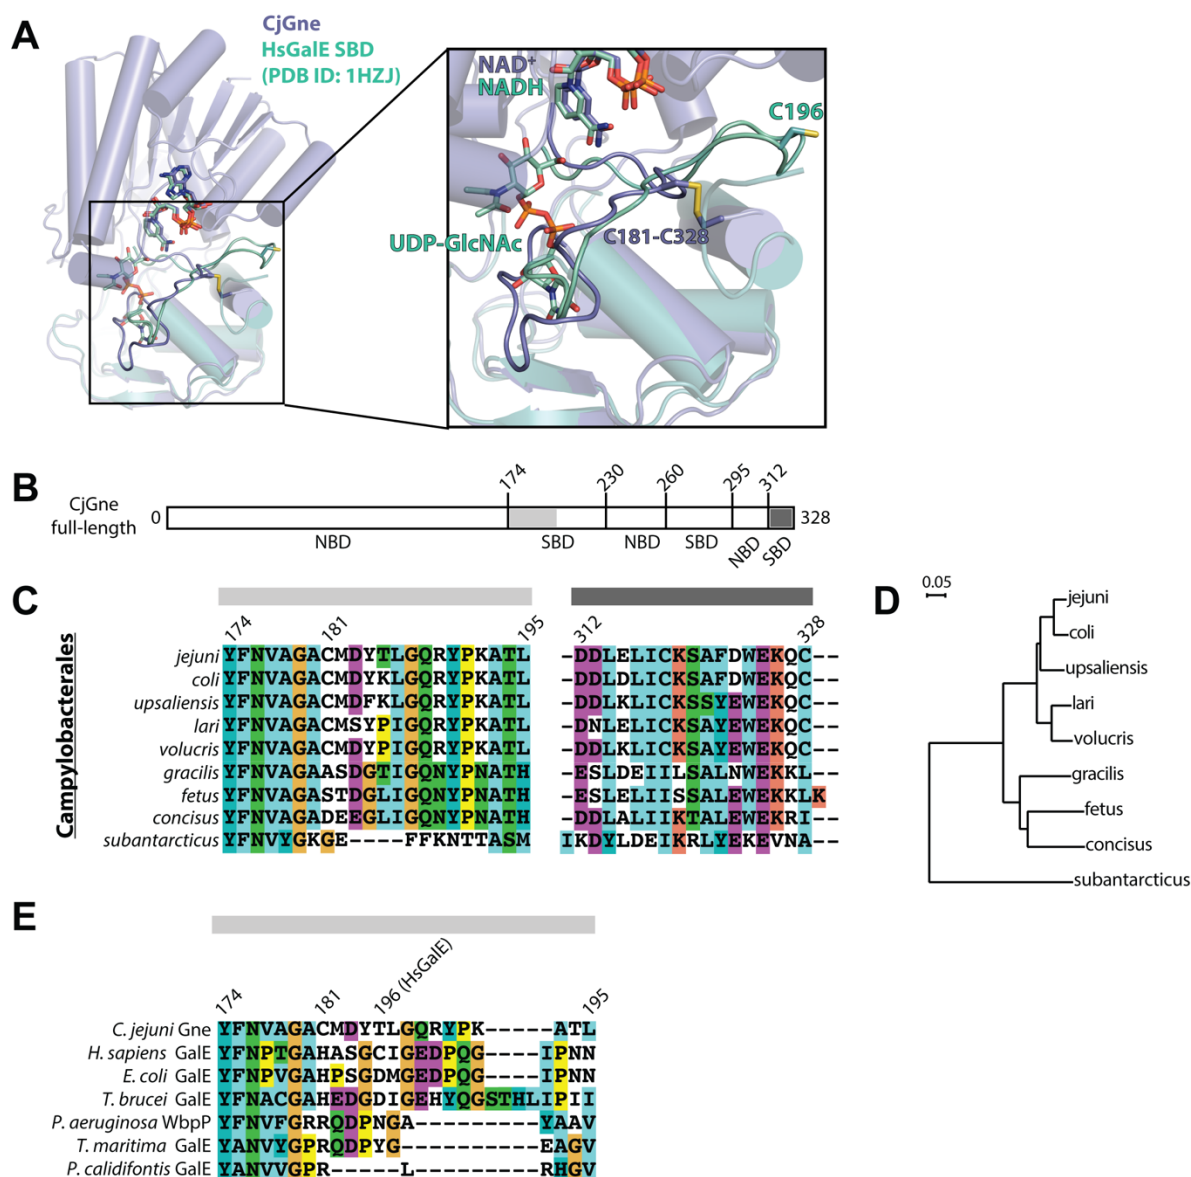 A
CjGne
HsGalE SBD
(PDB ID: 1HZJ)
NAD+
NADH
C196
UDP-GlcNAc
C181-C328
B
CjGne
full-length
0
174
230
260
295
312
328
NBD
SBD
NBD
SBD
NBD
SBD
C
Campylobacterales
174
181
195
312
328
jejuni YFNVAGACMDYTLGQRYPKATL -DDLELICKSAFDWEKQC--
coli YFNVAGACMDYKLGQRYPKATL -DDLDLICKSAFDWEKQC--
upsaliensis YFNVAGACMDFKLGQRYPKATL -DDLKLICKSSYEWEKQC--
lari YFNVAGACMSYPIGQRYPKATL -DNLELICKSAYEWEKQC--
volucris YFNVAGACMDYPIGQRYPKATL -DDLKLICKSAYEWEKQC--
gracilis YFNVAGAASDGTIGQNYPNATH -ESLDEIILSALNWEKKL--
fetus YFNVAGASTDGLIGQNYPNATH -ESLDEIISSALEWEKKLK
concisus YFNVAGADEEGLIGQNYPNATH -DDLALIIKTALEWEKRI--
subantarcticus YFNVYGKGE----FFKNTTASM IKDYLDEIKRLYEKEVNA--
D
0.05
jejuni
coli
upsaliensis
lari
volucris
gracilis
fetus
concisus
subantarcticus
E
174
181
196 (HsGalE)
195
C. jejuni Gne YFNVAGACMDYTLGQRYPK-----ATL
H. sapiens GalE YFNPTGAHASGCIGEDPQG----IPNN
E. coli GalE YFNPVGAHPSGDMGEDPQG----IPNN
T. brucei GalE YFNACGAHEDGDIGEHYQGSTHLIPII
P. aeruginosa WbpP YFNVFGRRQDPNGA---------YAAV
T. maritima GalE YANVYGPRQDPYG----------EAGV
P. calidifontis GalE YANVVGPR-----L---------RHGV